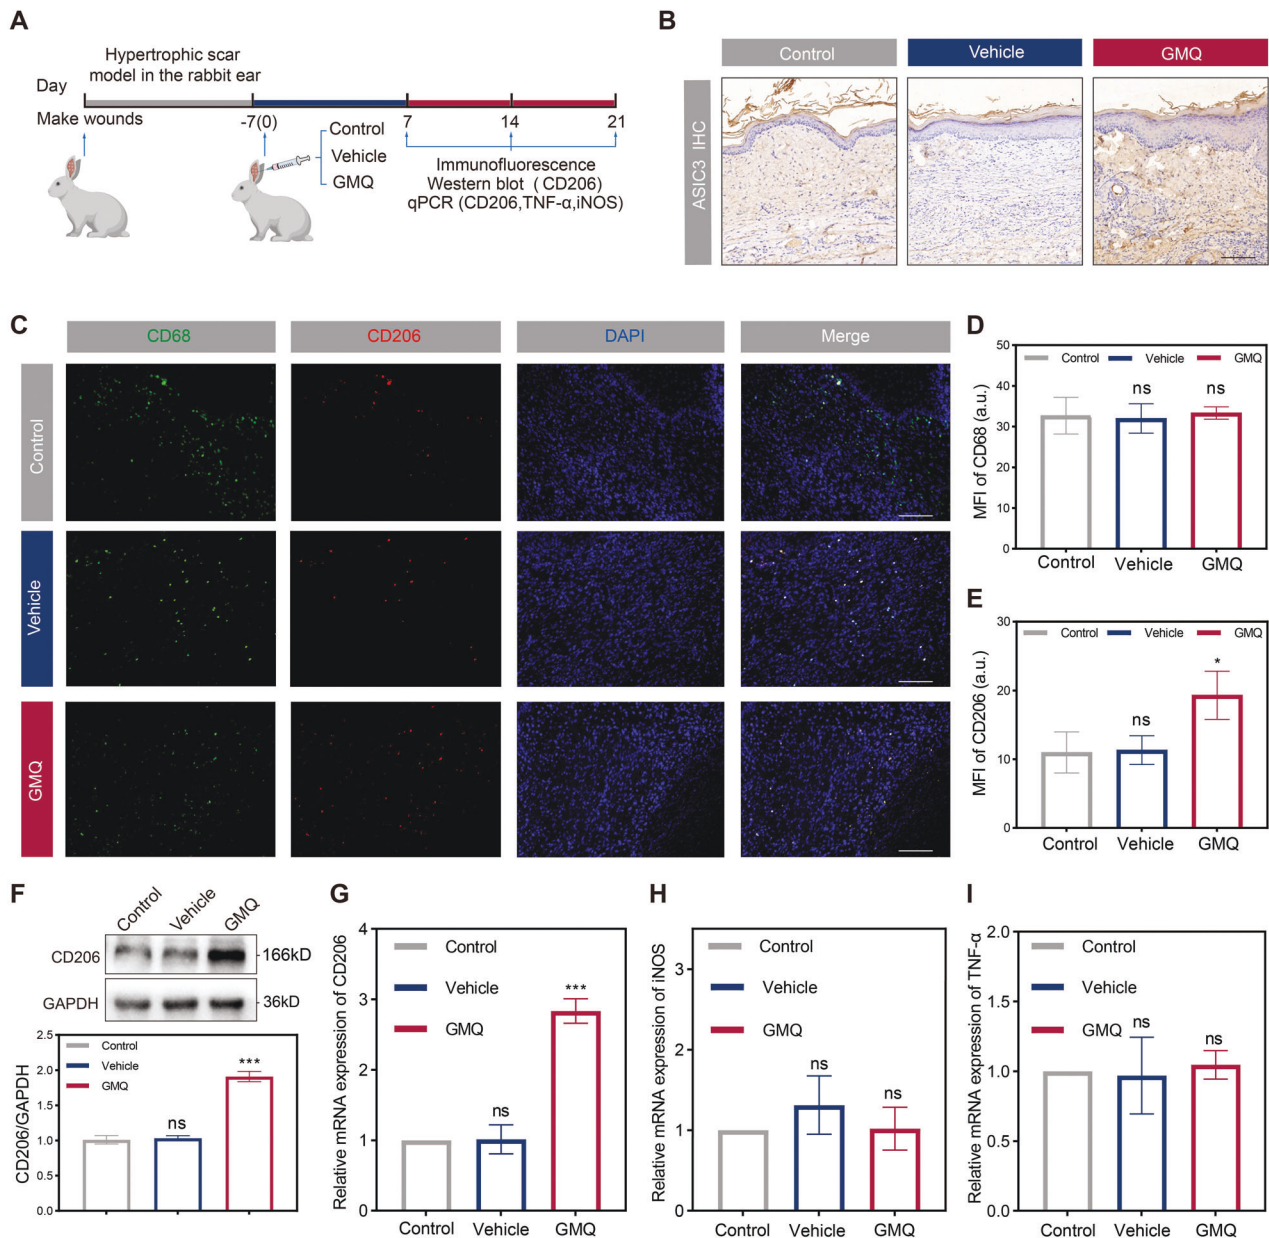 A
Hypertrophic scar
model in the rabbit ear
Day
Make wounds
-7(0)
7
14
21
Control
Vehicle
GMQ
Immunofluorescence
Western blot ( CD206)
qPCR (CD206,TNF-α,iNOS)
B
Control
Vehicle
GMQ
ASIC3 IHC
C
CD68
CD206
DAPI
Merge
Control
Vehicle
GMQ
D
50
40
30
20
10
0
MFI of CD68 (a.u.)
Control
Vehicle
GMQ
ns
ns
Control
Vehicle
GMQ
E
30
20
10
0
MFI of CD206 (a.u.)
Control
Vehicle
GMQ
ns
*
Control
Vehicle
GMQ
F
Control
Vehicle
GMQ
CD206
166kD
GAPDH
36kD
2.5
2.0
1.5
1.0
0.5
0.0
CD206/GAPDH
Control
Vehicle
GMQ
ns
***
G
4
3
2
1
0
Relative mRNA expression of CD206
Control
Vehicle
GMQ
ns
***
Control
Vehicle
GMQ
H
3
2
1
0
Relative mRNA expression of iNOS
Control
Vehicle
GMQ
ns
ns
Control
Vehicle
GMQ
I
2.0
1.5
1.0
0.5
0.0
Relative mRNA expression of TNF-α
Control
Vehicle
GMQ
ns
ns
Control
Vehicle
GMQ